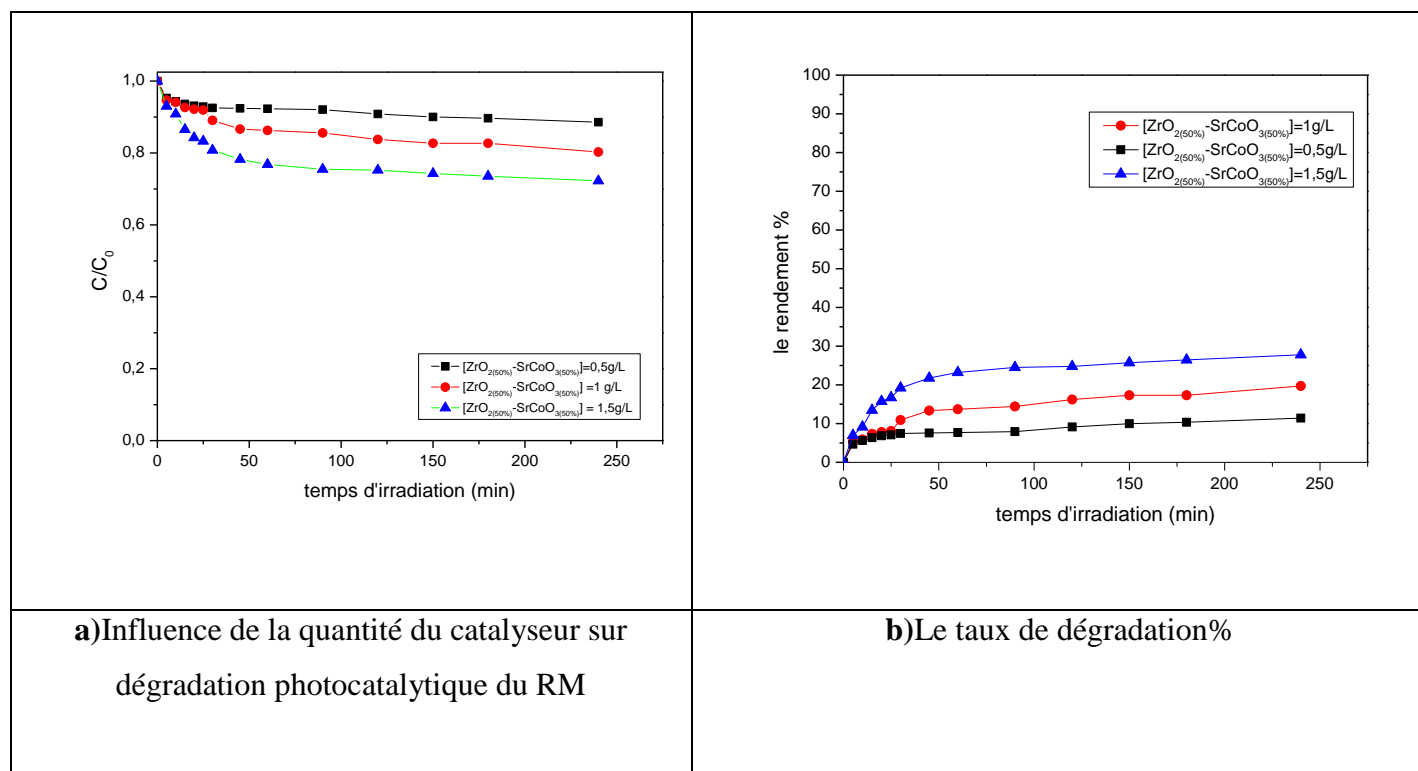 1,0
0,8
0,6
0,4
0,2
0,0
C/C0
[ZrO2(50%)-SrCoO3(50%)]=0,5g/L
[ZrO2(50%)-SrCoO3(50%)] =1 g/L
[ZrO2(50%)-SrCoO3(50%)] = 1,5g/L
0 50 100 150 200 250
temps d'irradiation (min)
100
90
80
70
60
50
40
30
20
10
0
le rendement %
[ZrO2(50%)-SrCoO3(50%)]=1g/L
[ZrO2(50%)-SrCoO3(50%)]=0,5g/L
[ZrO2(50%)-SrCoO3(50%)]=1,5g/L
0 50 100 150 200 250
temps d'irradiation (min)
a)Influence de la quantité du catalyseur sur
dégradation photocatalytique du RM
b)Le taux de dégradation%